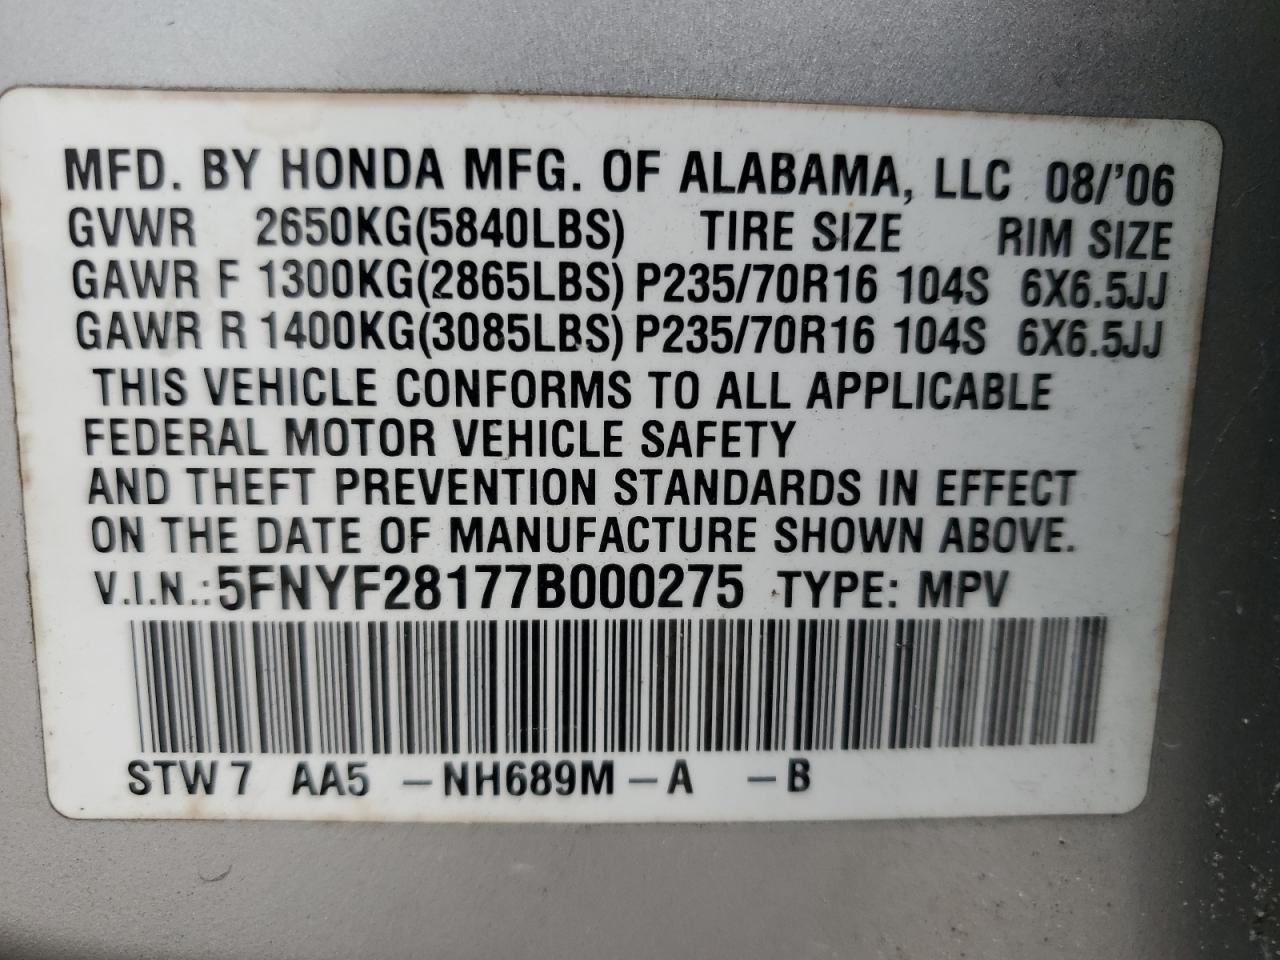 MFD. BY HONDA MFG. OF ALABAMA, LLC 08/'06
GVWR 2650KG(5840LBS) TIRE SIZE RIM SIZE
GAWR F 1300KG(2865LBS) P235/70R16 104S 6X6.5JJ
GAWR R 1400KG(3085LBS) P235/70R16 104S 6X6.5JJ
THIS VEHICLE CONFORMS TO ALL APPLICABLE
FEDERAL MOTOR VEHICLE SAFETY
AND THEFT PREVENTION STANDARDS IN EFFECT
ON THE DATE OF MANUFACTURE SHOWN ABOVE.
V.I.N.: 5FNYF28177B000275 TYPE: MPV
STW7 AA5 –NH689M–A –B